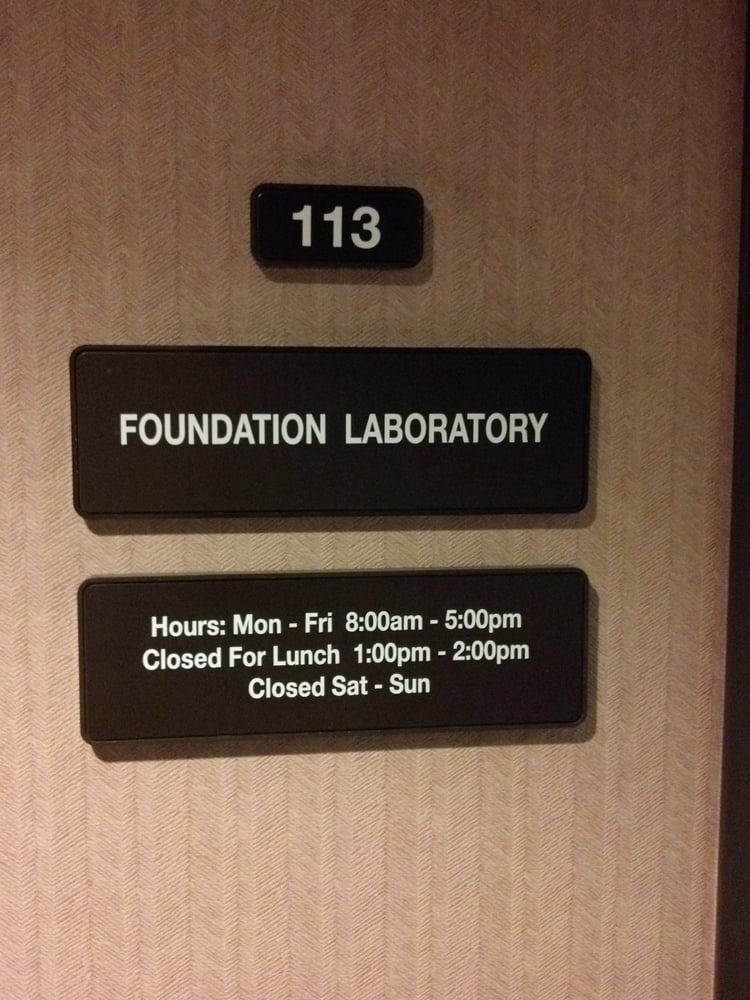 113
FOUNDATION LABORATORY
Hours: Mon - Fri 8:00am - 5:00pm
Closed For Lunch 1:00pm - 2:00pm
Closed Sat - Sun